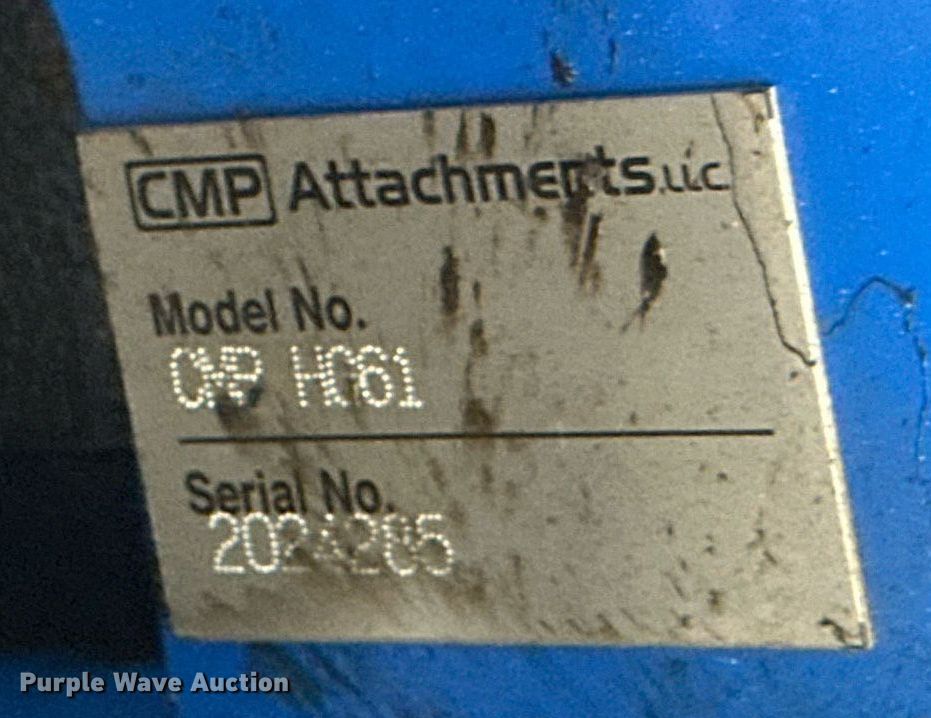 CMP Attachments.LLC
Model No.
CMP HC61
Serial No.
2024205
Purple Wave Auction